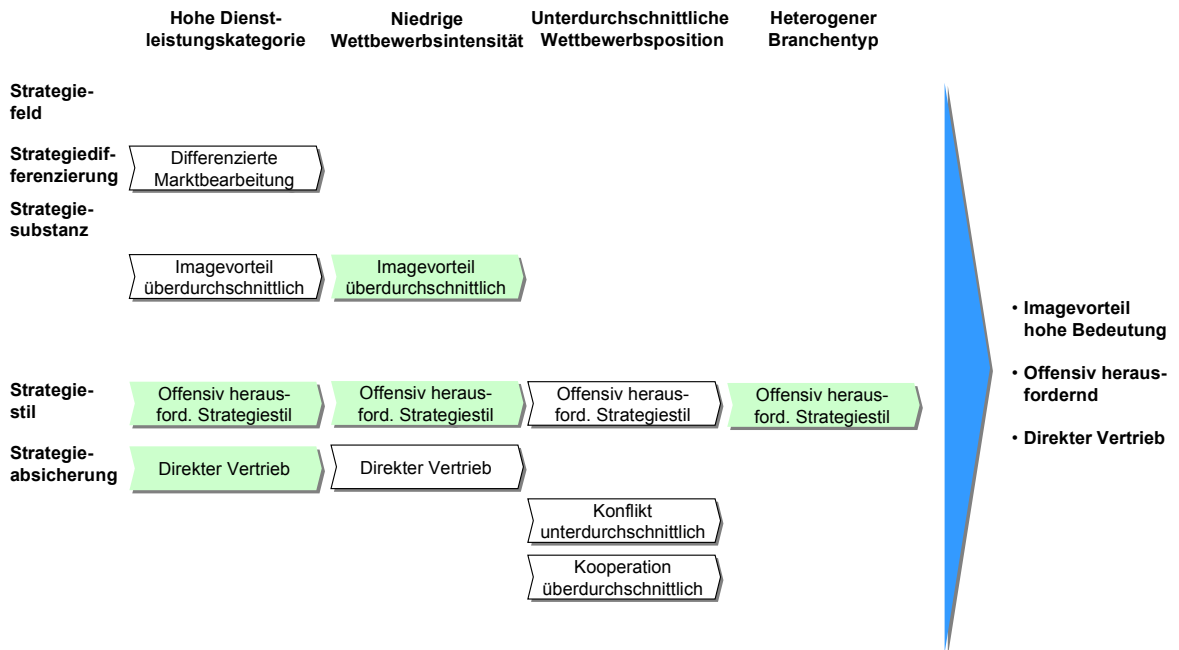 Hohe Dienst-
leistungskategorie
Niedrige
Wettbewerbsintensität
Unterdurchschnittliche
Wettbewerbsposition
Heterogener
Branchentyp
Strategie-
feld
Strategiedif-
ferenzierung
Differenzierte
Marktbearbeitung
Strategie-
substanz
Imagevorteil
überdurchschnittlich
Imagevorteil
überdurchschnittlich
Strategie-
stil
Offensiv heraus-
ford. Strategiestil
Offensiv heraus-
ford. Strategiestil
Offensiv heraus-
ford. Strategiestil
Offensiv heraus-
ford. Strategiestil
Strategie-
absicherung
Direkter Vertrieb
Direkter Vertrieb
Konflikt
unterdurchschnittlich
Kooperation
überdurchschnittlich
• Imagevorteil
hohe Bedeutung
• Offensiv heraus-
fordernd
• Direkter Vertrieb